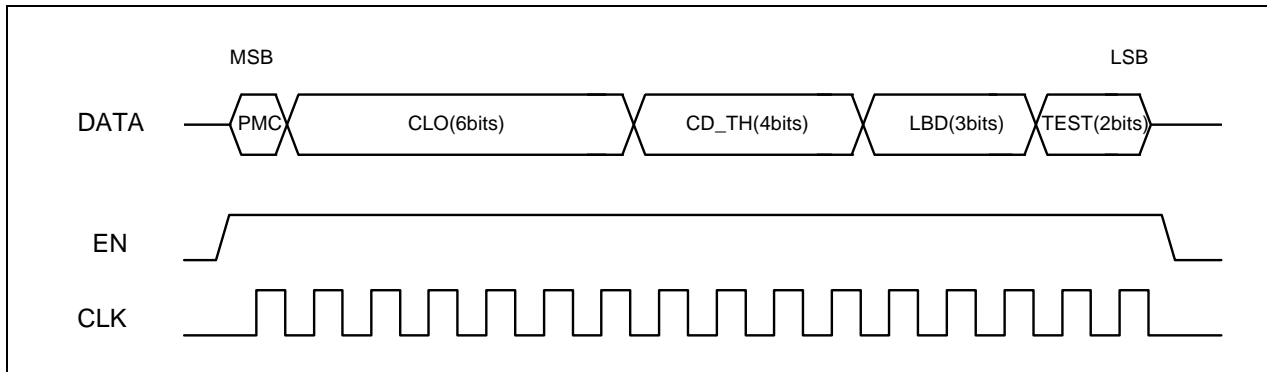 MSB LSB
DATA PMC CLO(6bits) CD_TH(4bits) LBD(3bits) TEST(2bits)
EN
CLK